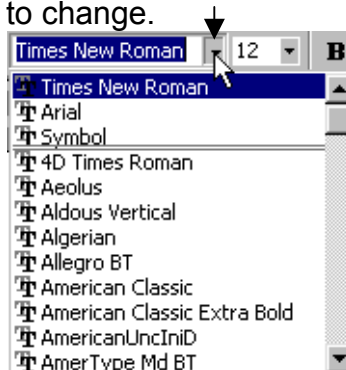 to change.
Times New Roman 12 B
Times New Roman
Arial
Symbol
4D Times Roman
Aeolus
Aldous Vertical
Algerian
Allegro BT
American Classic
American Classic Extra Bold
AmericanUncIniD
AmerType Md BT